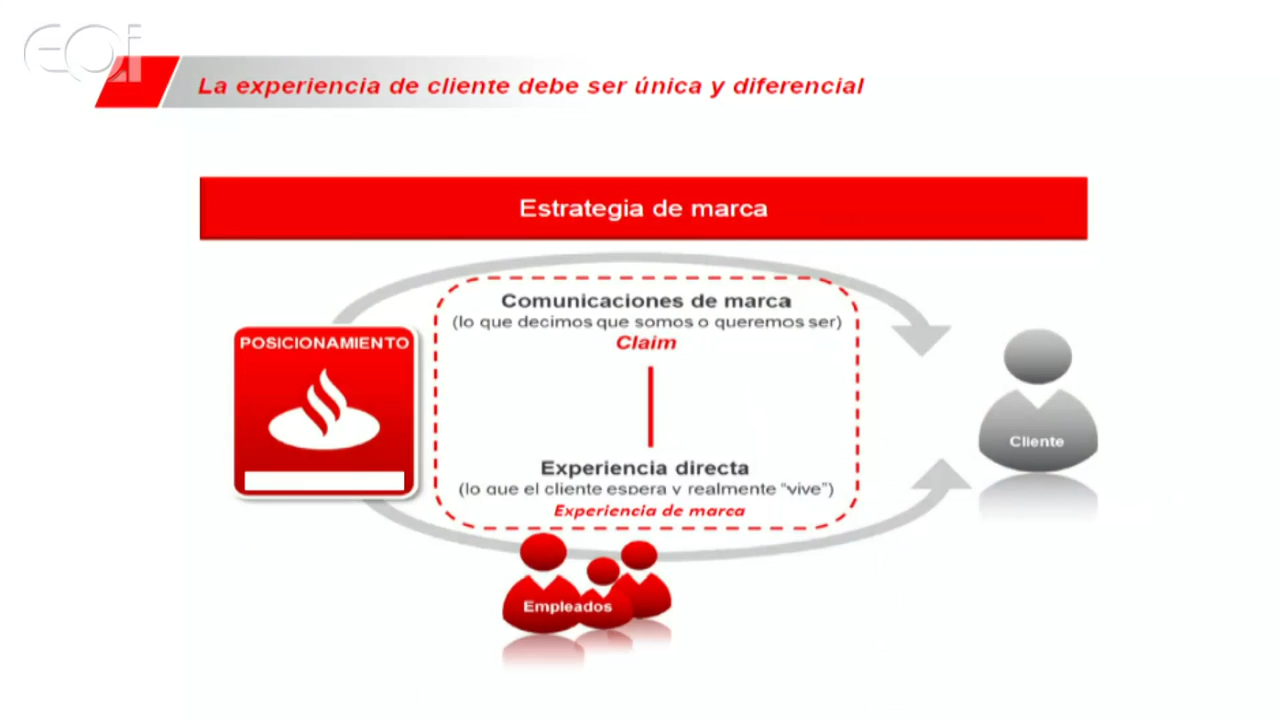 eoi
La experiencia de cliente debe ser única y diferencial
Estrategia de marca
Comunicaciones de marca
(lo que decimos que somos o queremos ser)
Claim
POSICIONAMIENTO
Cliente
Experiencia directa
(lo que el cliente espera y realmente “vive”)
Experiencia de marca
Empleados